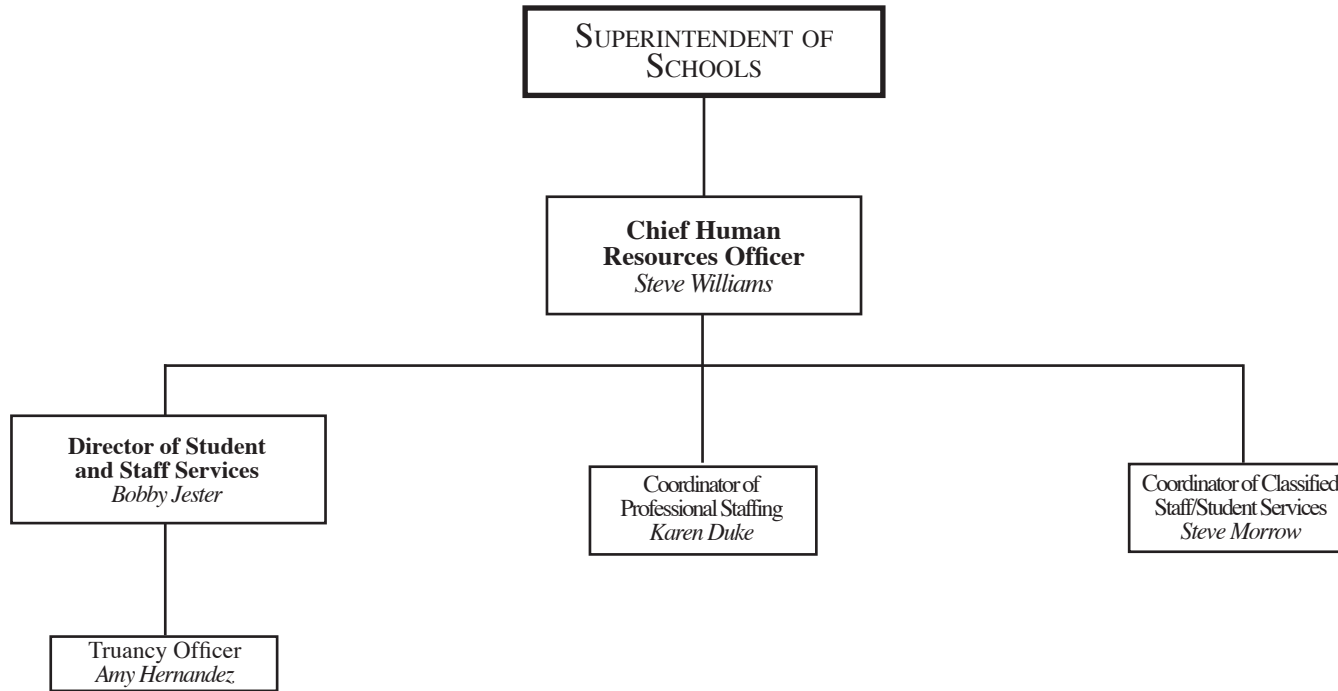 SUPERINTENDENT OF
SCHOOLS
Chief Human
Resources Officer
Steve Williams
Director of Student
and Staff Services
Bobby Jester
Coordinator of
Professional Staffing
Karen Duke
Coordinator of Classified
Staff/Student Services
Steve Morrow
Truancy Officer
Amy Hernandez